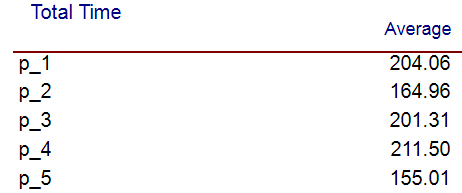 Total Time
Average
p_1 204.06
p_2 164.96
p_3 201.31
p_4 211.50
p_5 155.01